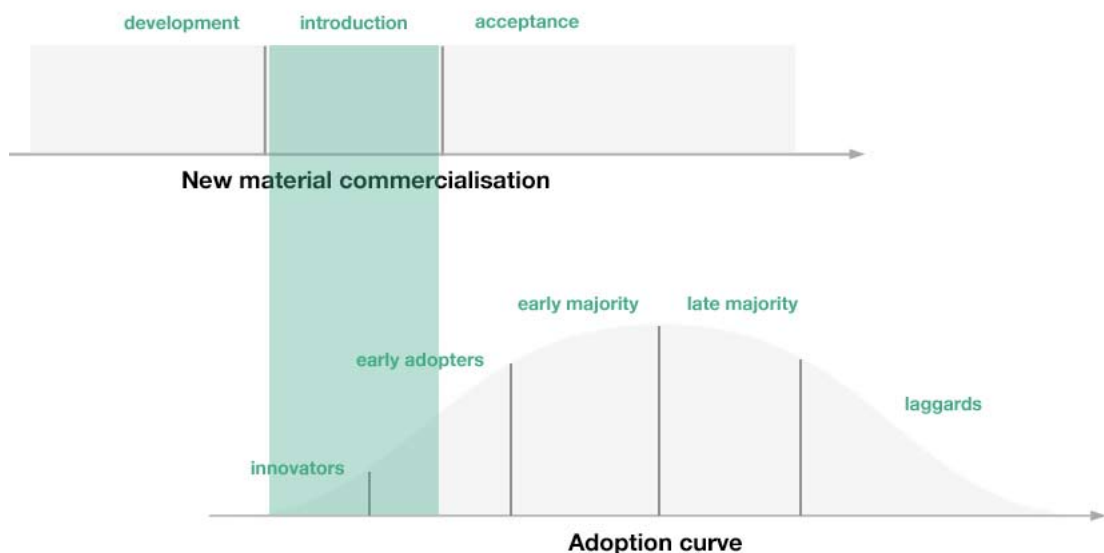 development introduction acceptance
New material commercialisation
early majority late majority
early adopters
laggards
innovators
Adoption curve